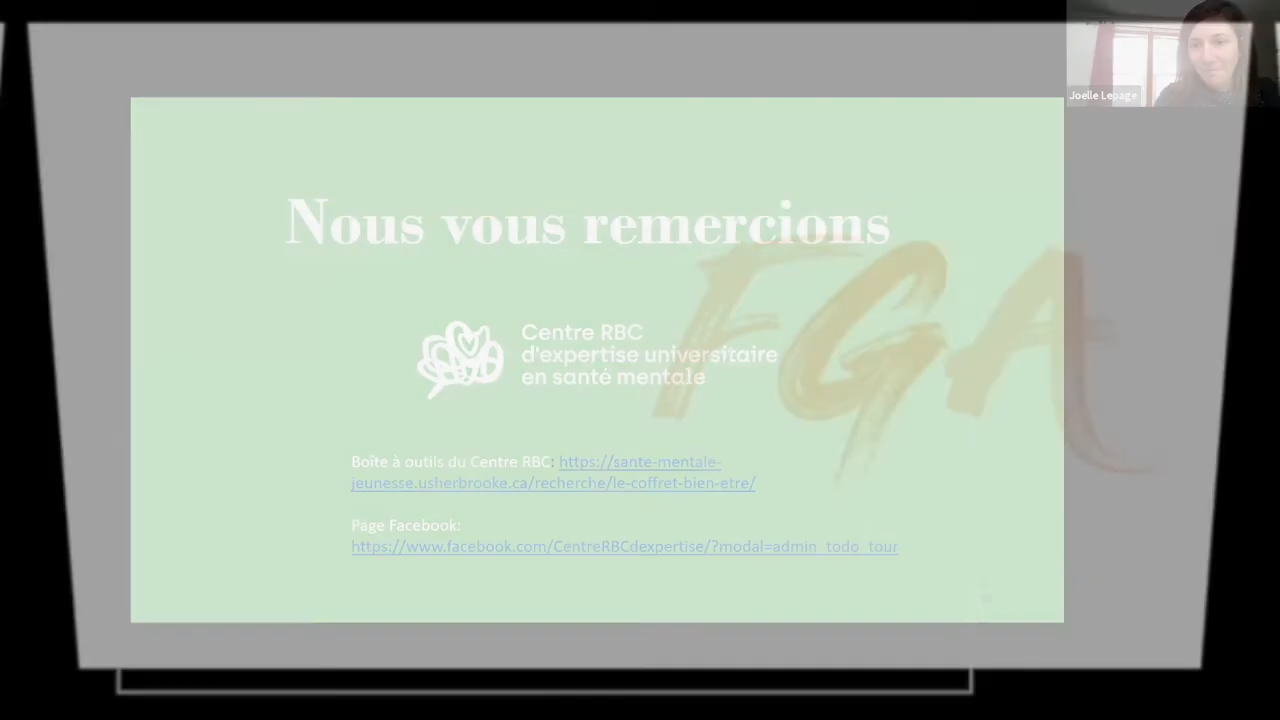 Joelle Lepage
Nous vous remercions
FGA
Centre RBC
d'expertise universitaire
en santé mentale
Boîte à outils du Centre RBC: https://sante-mentale-
jeunesse.usherbrooke.ca/recherche/le-coffret-bien-etre/
Page Facebook:
https://www.facebook.com/CentreRBCdexpertise/?modal=admin_todo_tour